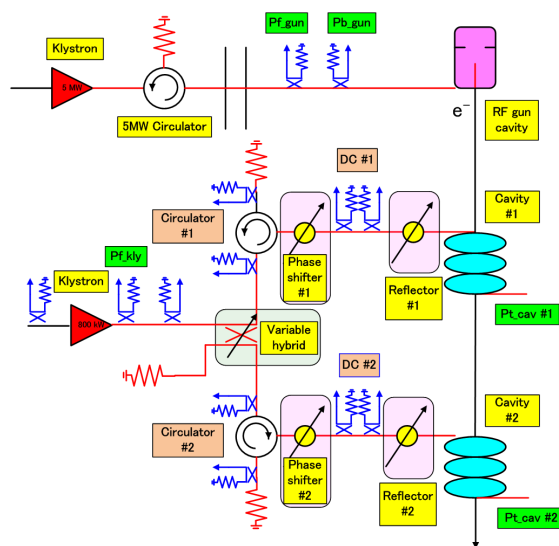 Pf_gun
Pb_gun
Klystron
5 MW
5MW Circulator
e−
RF gun
cavity
DC #1
Cavity
#1
Circulator
#1
Phase
shifter
#1
Reflector
#1
Pt_cav #1
Pf_kly
Klystron
800 kW
Variable
hybrid
DC #2
Cavity
#2
Circulator
#2
Phase
shifter
#2
Reflector
#2
Pt_cav #2